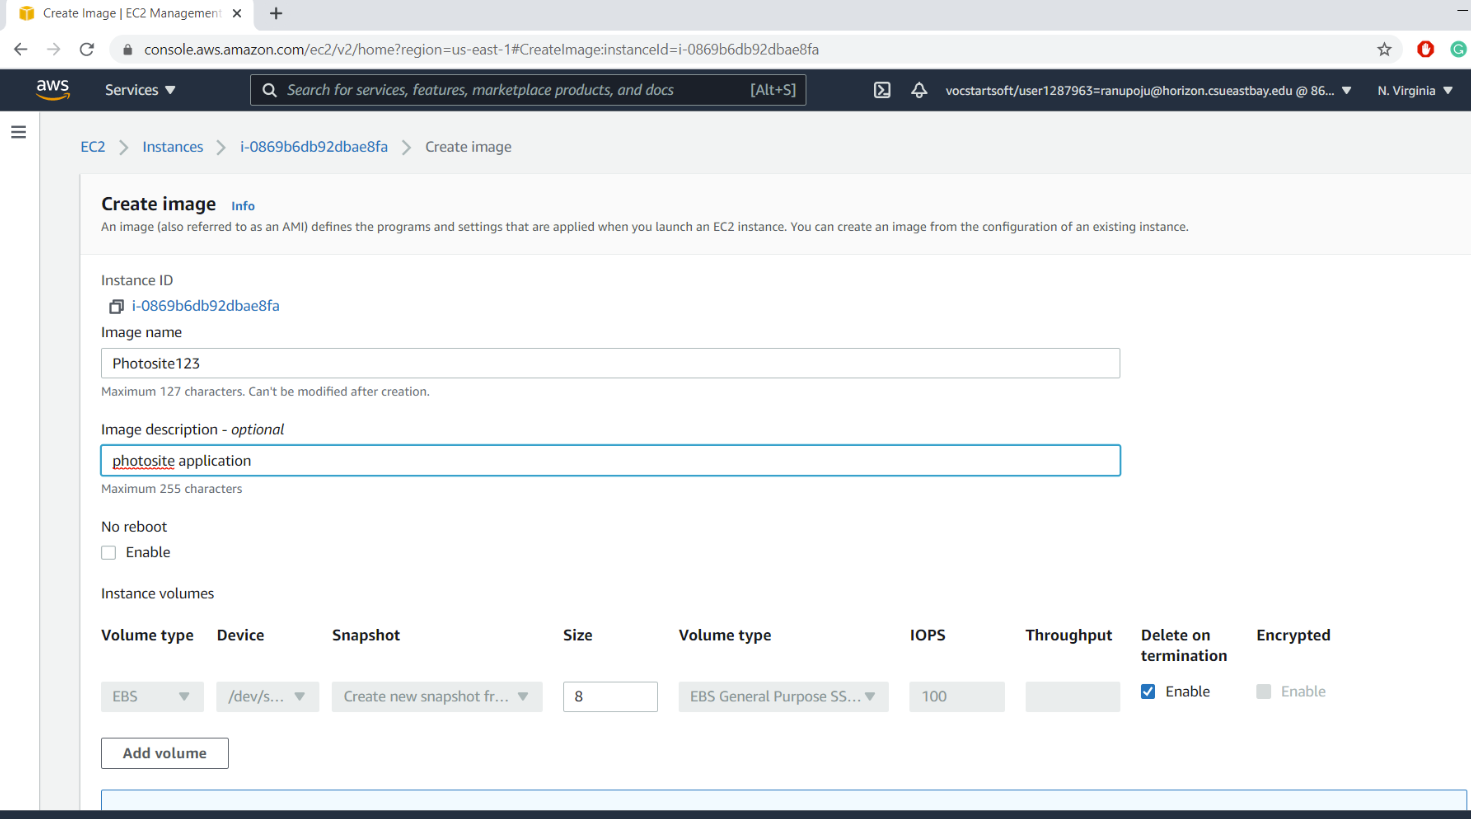 Create Image | EC2 Management
console.aws.amazon.com/ec2/v2/home?region=us-east-1#CreateImage:instanceId=i-0869b6db92dbae8fa
aws Services Search for services, features, marketplace products, and docs [Alt+S] vocstartsoft/user1287963=ranupoju@horizon.csueastbay.edu @ 86... N. Virginia
EC2 Instances i-0869b6db92dbae8fa Create image
Create image Info
An image (also referred to as an AMI) defines the programs and settings that are applied when you launch an EC2 instance. You can create an image from the configuration of an existing instance.
Instance ID
i-0869b6db92dbae8fa
Image name
Photosite123
Maximum 127 characters. Can't be modified after creation.
Image description - optional
photosite application
Maximum 255 characters
No reboot
Enable
Instance volumes
Volume type Device Snapshot Size Volume type IOPS Throughput Delete on termination Encrypted
EBS /dev/s... Create new snapshot fr... 8 EBS General Purpose SS... 100 Enable Enable
Add volume